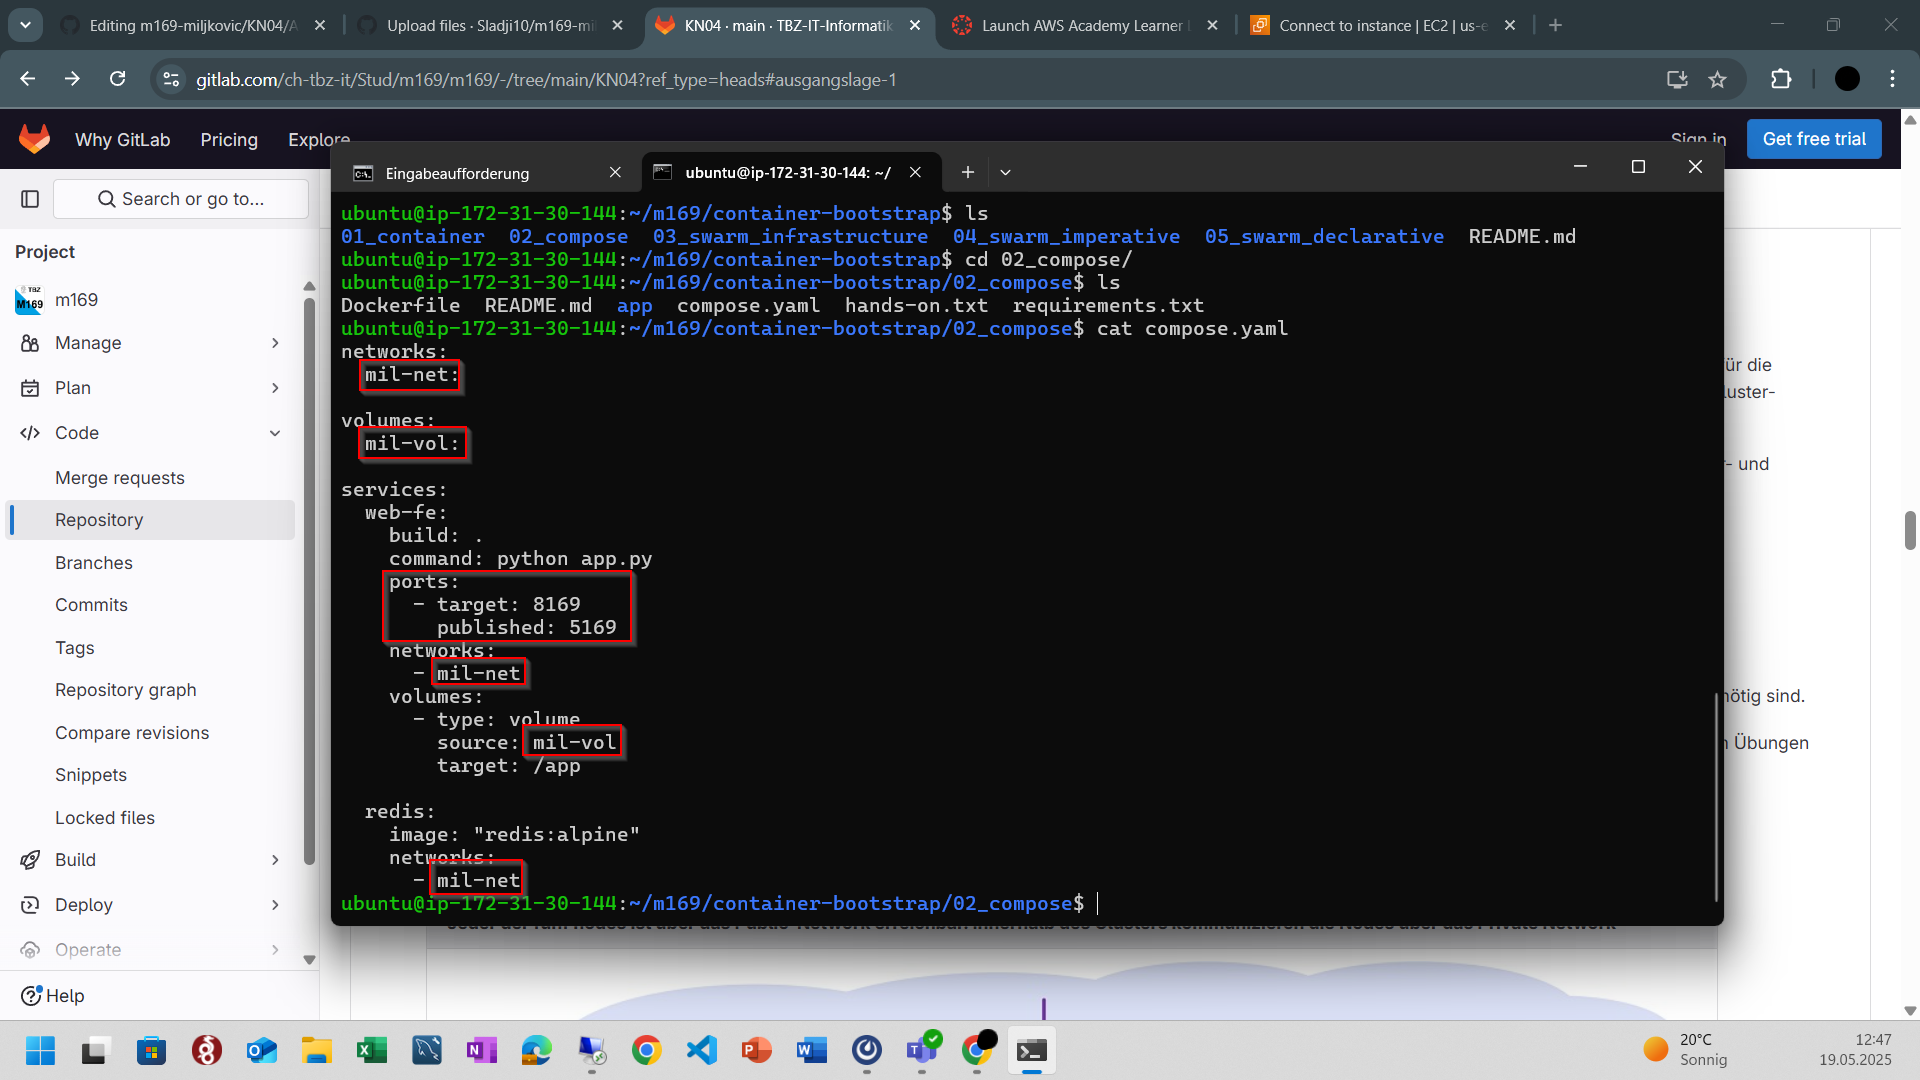 Editing m169-miljkovic/KN04/A
Upload files · Sladji10/m169-mi
KN04 · main · TBZ-IT-Informatik
Launch AWS Academy Learner
Connect to instance | EC2 | us-e
gitlab.com/ch-tbz-it/Stud/m169/m169/-/tree/main/KN04?ref_type=heads#ausgangslage-1
Why GitLab
Pricing
Explore
Sign in
Get free trial
Search or go to...
Project
TBZ
M169
m169
Manage
Plan
Code
Merge requests
Repository
Branches
Commits
Tags
Repository graph
Compare revisions
Snippets
Locked files
Build
Deploy
Operate
Help
Eingabeaufforderung
ubuntu@ip-172-31-30-144: ~/
ubuntu@ip-172-31-30-144:~/m169/container-bootstrap$ ls
01_container  02_compose  03_swarm_infrastructure  04_swarm_imperative  05_swarm_declarative  README.md
ubuntu@ip-172-31-30-144:~/m169/container-bootstrap$ cd 02_compose/
ubuntu@ip-172-31-30-144:~/m169/container-bootstrap/02_compose$ ls
Dockerfile  README.md  app  compose.yaml  hands-on.txt  requirements.txt
ubuntu@ip-172-31-30-144:~/m169/container-bootstrap/02_compose$ cat compose.yaml
networks:
  mil-net:
volumes:
  mil-vol:
services:
  web-fe:
    build: .
    command: python app.py
    ports:
      - target: 8169
        published: 5169
    networks:
      - mil-net
    volumes:
      - type: volume
        source: mil-vol
        target: /app
  redis:
    image: "redis:alpine"
    networks:
      - mil-net
ubuntu@ip-172-31-30-144:~/m169/container-bootstrap/02_compose$
ür die
luster-
- und
nötig sind.
n Übungen
20°C
Sonnig
12:47
19.05.2025